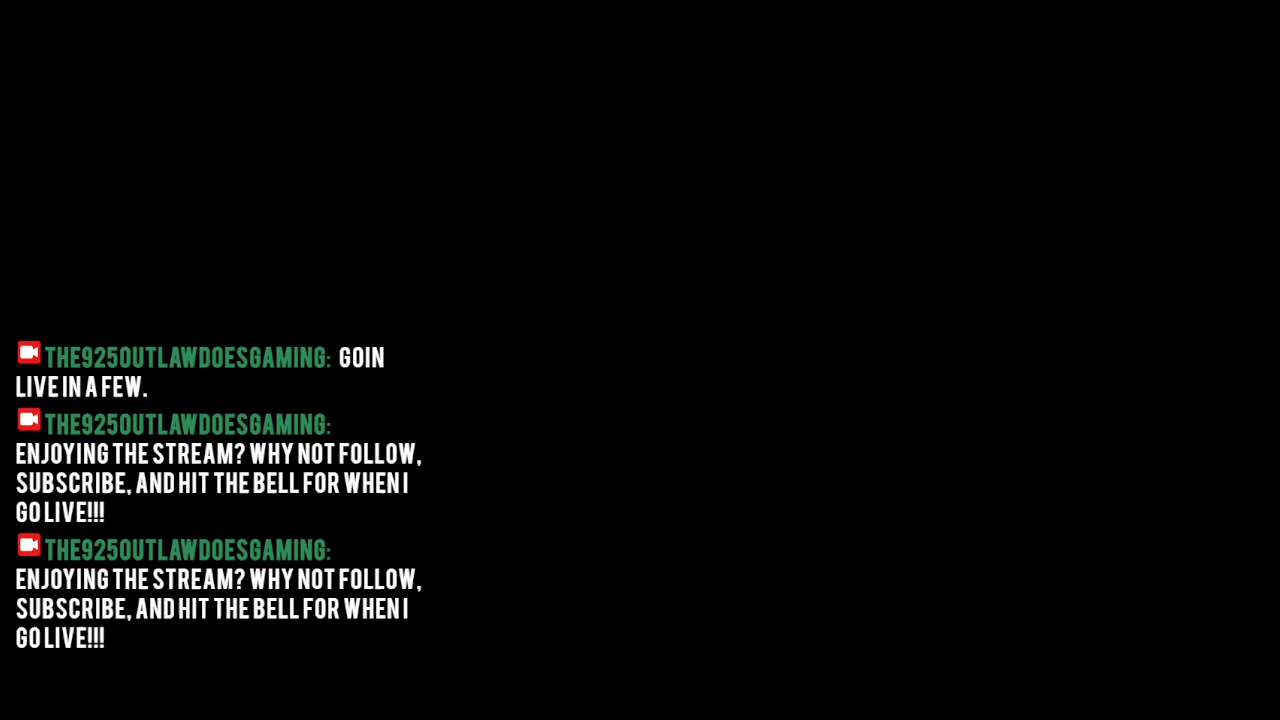 THE925OUTLAWDOESGAMING: GOIN
LIVE IN A FEW.
THE925OUTLAWDOESGAMING:
ENJOYING THE STREAM? WHY NOT FOLLOW,
SUBSCRIBE, AND HIT THE BELL FOR WHEN I
GO LIVE!!!
THE925OUTLAWDOESGAMING:
ENJOYING THE STREAM? WHY NOT FOLLOW,
SUBSCRIBE, AND HIT THE BELL FOR WHEN I
GO LIVE!!!